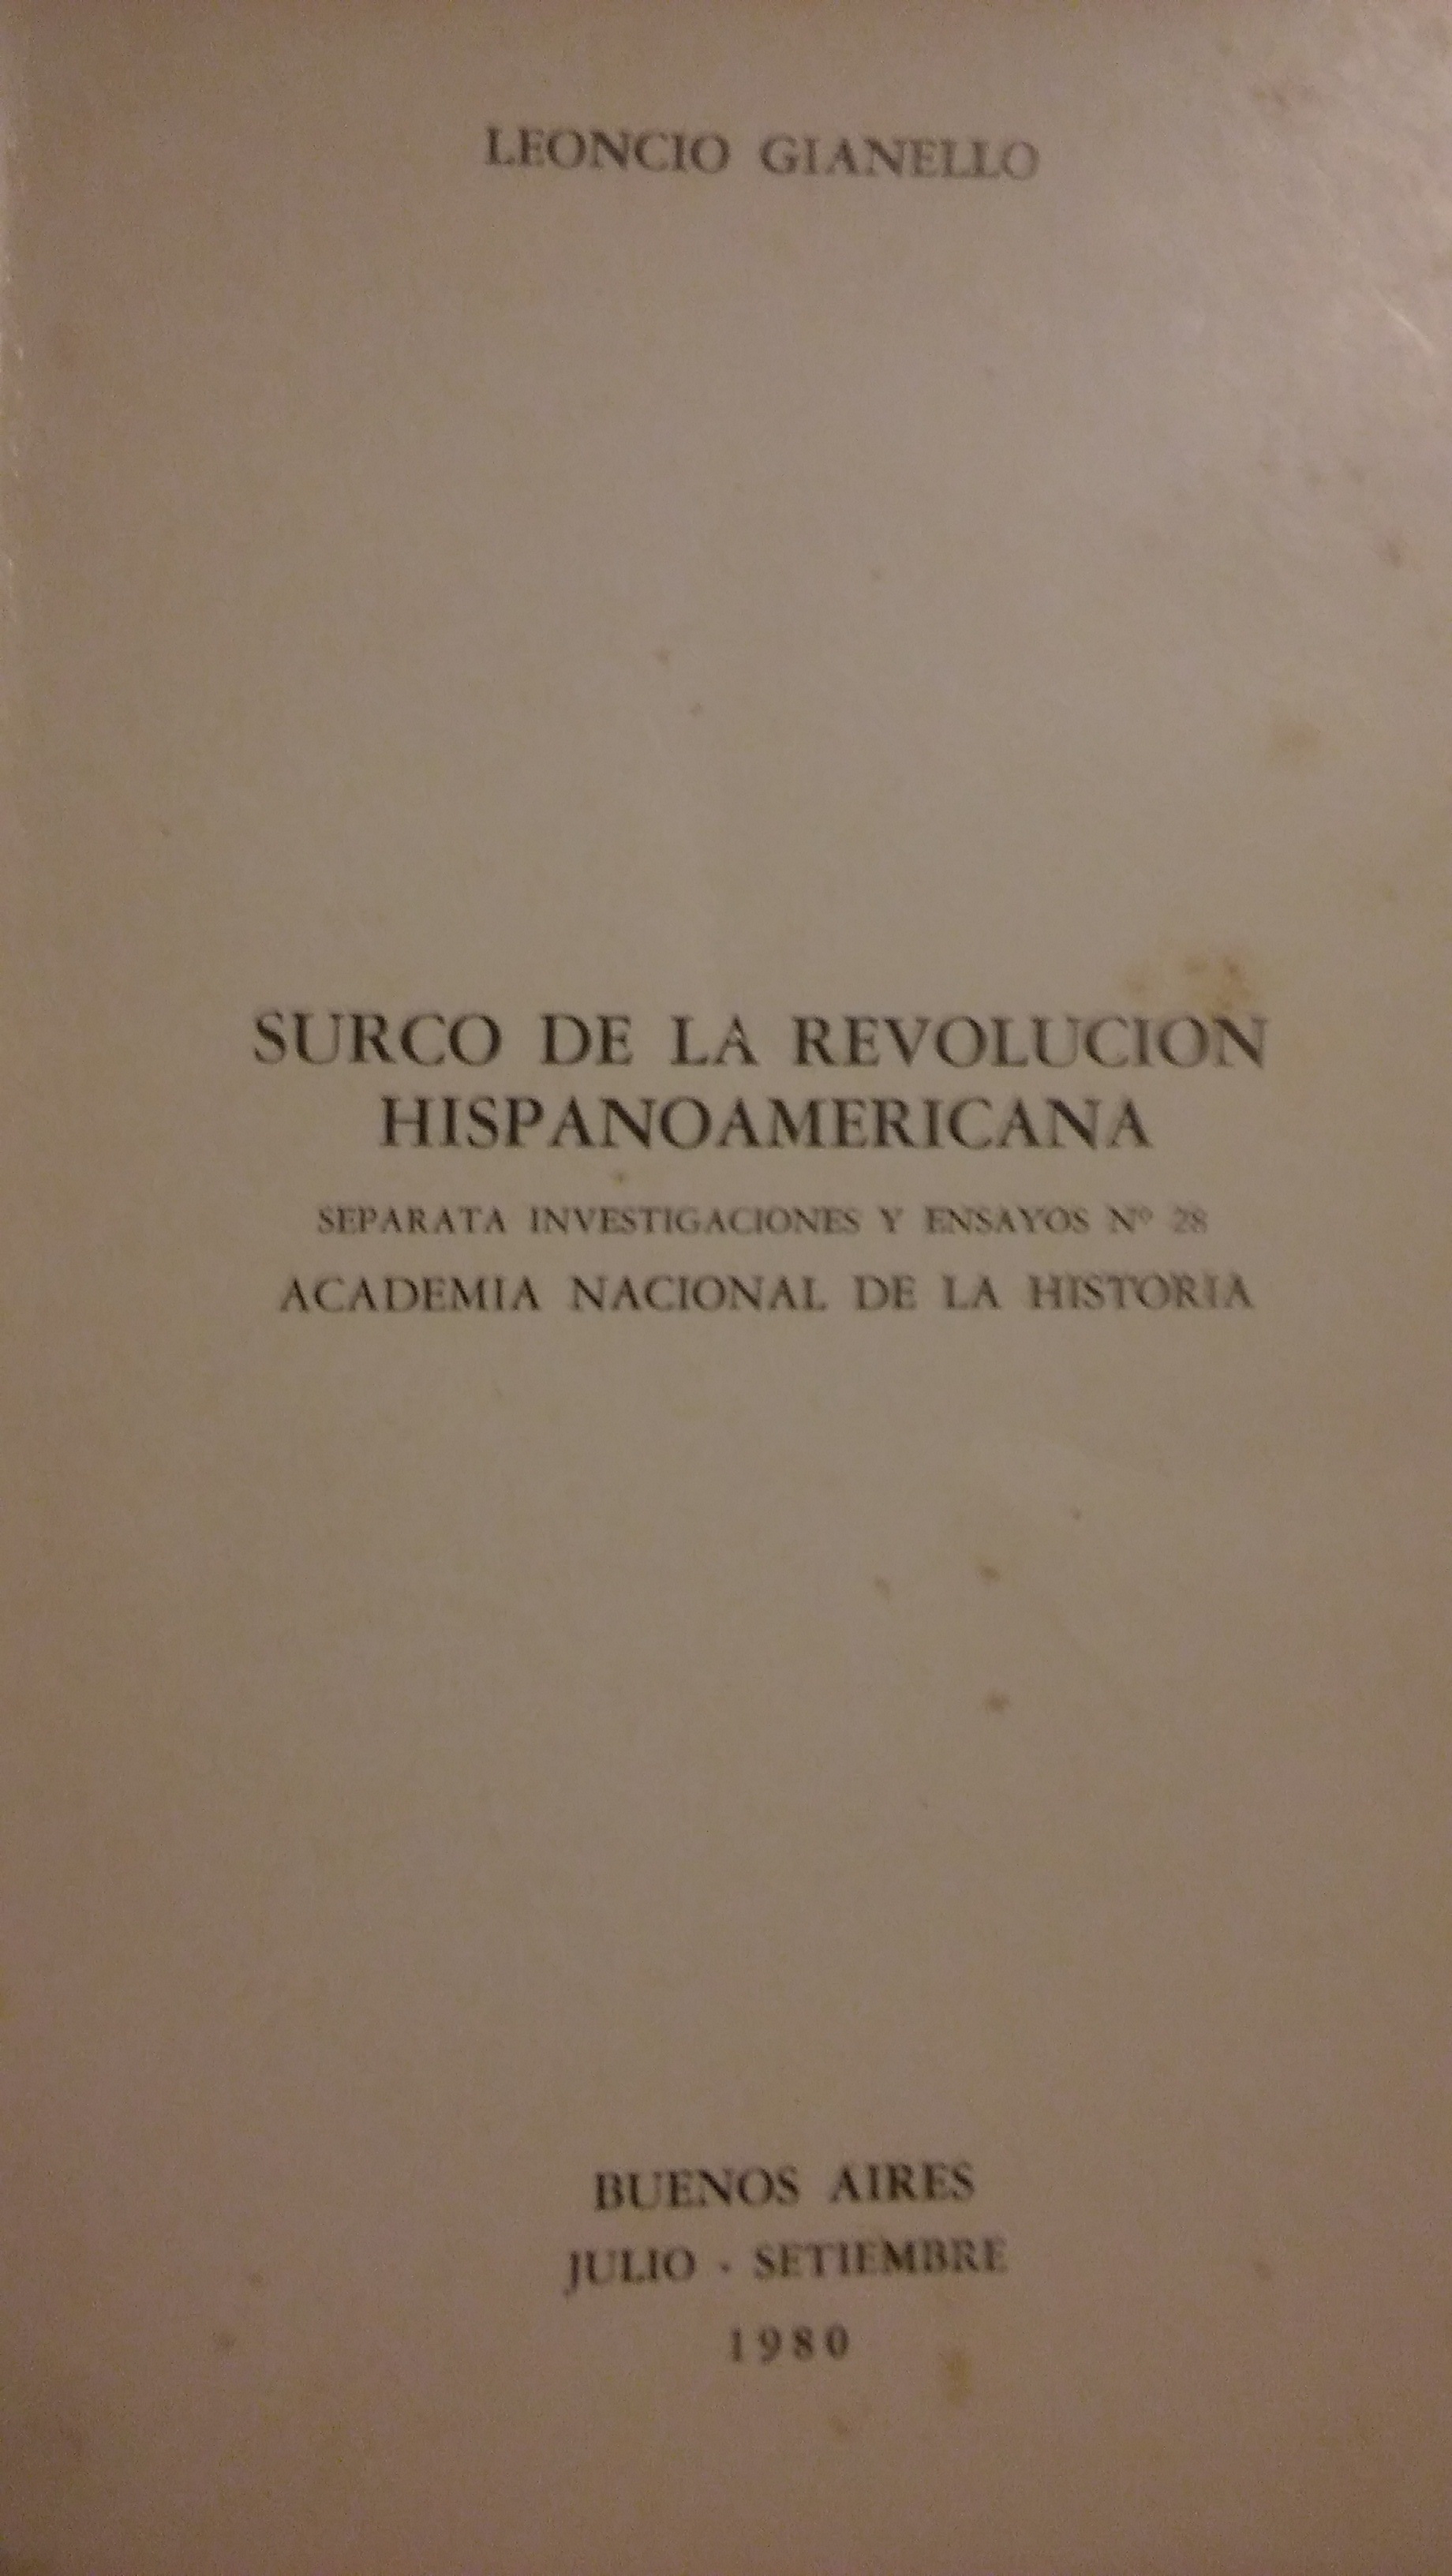 LEONCIO GIANELLO
SURCO DE LA REVOLUCION
HISPANOAMERICANA
SEPARATA INVESTIGACIONES Y ENSAYOS Nº 28
ACADEMIA NACIONAL DE LA HISTORIA
BUENOS AIRES
JULIO - SETIEMBRE
1980